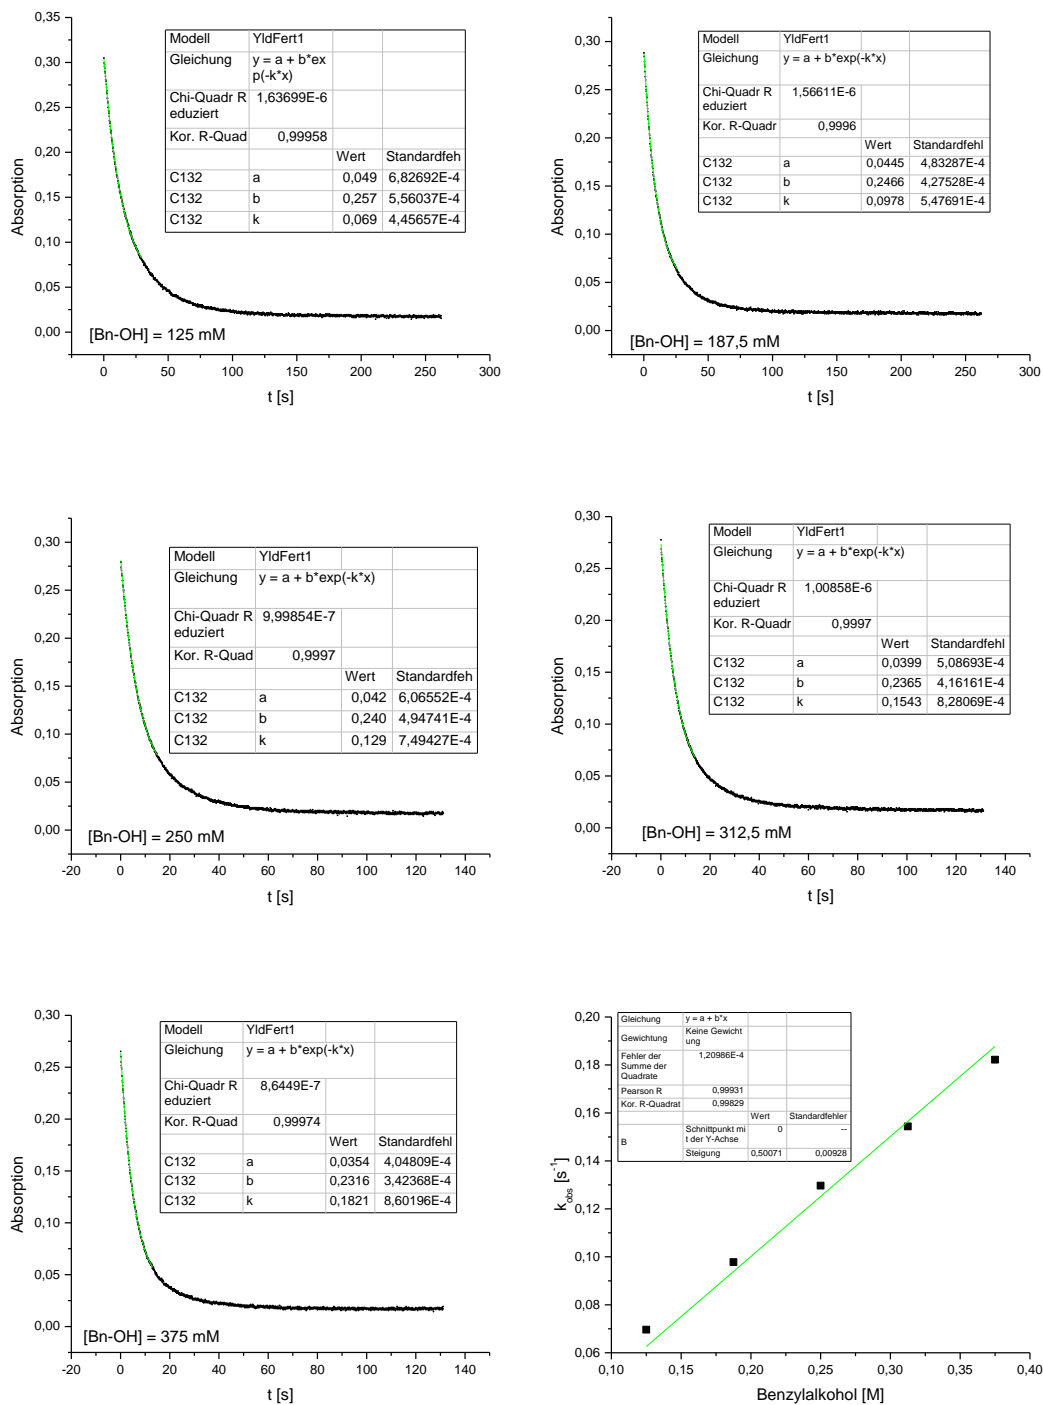 0,35
0,30
0,25
0,20
0,15
0,10
0,05
0,00
Absorption
Modell YldFert1
Gleichung y = a + b*ex
p(-k*x)
Chi-Quadr R
eduziert 1,63699E-6
Kor. R-Quad 0,99958
Wert Standardfeh
C132 a 0,049 6,82692E-4
C132 b 0,257 5,56037E-4
C132 k 0,069 4,45657E-4
[Bn-OH] = 125 mM
0 50 100 150 200 250 300
t [s]
0,30
0,25
0,20
0,15
0,10
0,05
0,00
Absorption
Modell YldFert1
Gleichung y = a + b*exp(-k*x)
Chi-Quadr R
eduziert 1,56611E-6
Kor. R-Quadr 0,9996
Wert Standardfehl
C132 a 0,0445 4,83287E-4
C132 b 0,2466 4,27528E-4
C132 k 0,0978 5,47691E-4
[Bn-OH] = 187,5 mM
0 50 100 150 200 250 300
t [s]
0,30
0,25
0,20
0,15
0,10
0,05
0,00
Absorption
Modell YldFert1
Gleichung y = a + b*exp(-k*x)
Chi-Quadr R
eduziert 9,99854E-7
Kor. R-Quad 0,9997
Wert Standardfeh
C132 a 0,042 6,06552E-4
C132 b 0,240 4,94741E-4
C132 k 0,129 7,49427E-4
[Bn-OH] = 250 mM
-20 0 20 40 60 80 100 120 140
t [s]
0,30
0,25
0,20
0,15
0,10
0,05
0,00
Absorption
Modell YldFert1
Gleichung y = a + b*exp(-k*x)
Chi-Quadr R
eduziert 1,00858E-6
Kor. R-Quadr 0,9997
Wert Standardfehl
C132 a 0,0399 5,08693E-4
C132 b 0,2365 4,16161E-4
C132 k 0,1543 8,28069E-4
[Bn-OH] = 312,5 mM
-20 0 20 40 60 80 100 120 140
t [s]
0,30
0,25
0,20
0,15
0,10
0,05
0,00
Absorption
Modell YldFert1
Gleichung y = a + b*exp(-k*x)
Chi-Quadr R
eduziert 8,6449E-7
Kor. R-Quad 0,99974
Wert Standardfehl
C132 a 0,0354 4,04809E-4
C132 b 0,2316 3,42368E-4
C132 k 0,1821 8,60196E-4
[Bn-OH] = 375 mM
-20 0 20 40 60 80 100 120 140
t [s]
0,20
0,18
0,16
0,14
0,12
0,10
0,08
0,06
k_obs [s^-1]
Gleichung y = a + b*x
Gewichtung Keine Gewicht
ung
Fehler der
Summe der
Quadrate 1,20986E-4
Pearson R 0,99931
Kor. R-Quadrat 0,99829
Wert Standardfehler
B Schnittpunkt mi
t der Y-Achse 0 --
Steigung 0,50071 0,00928
0,10 0,15 0,20 0,25 0,30 0,35 0,40
Benzylalkohol [M]